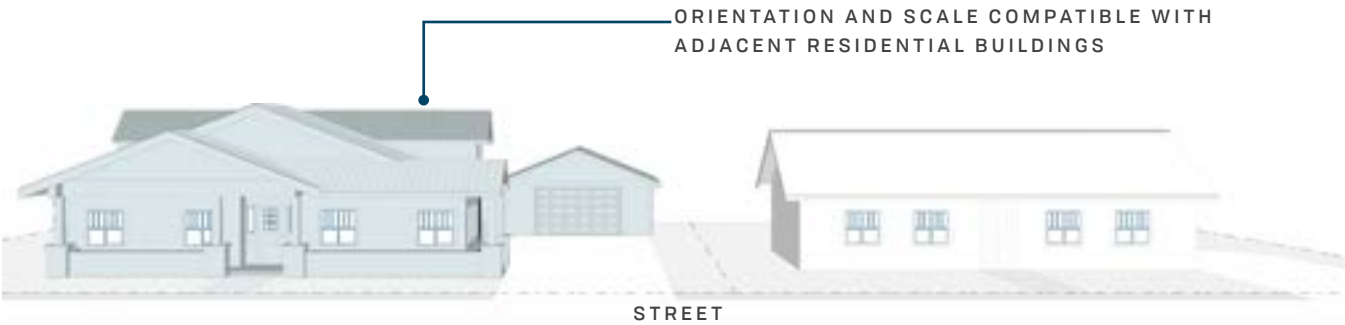 ORIENTATION AND SCALE COMPATIBLE WITH
ADJACENT RESIDENTIAL BUILDINGS
STREET